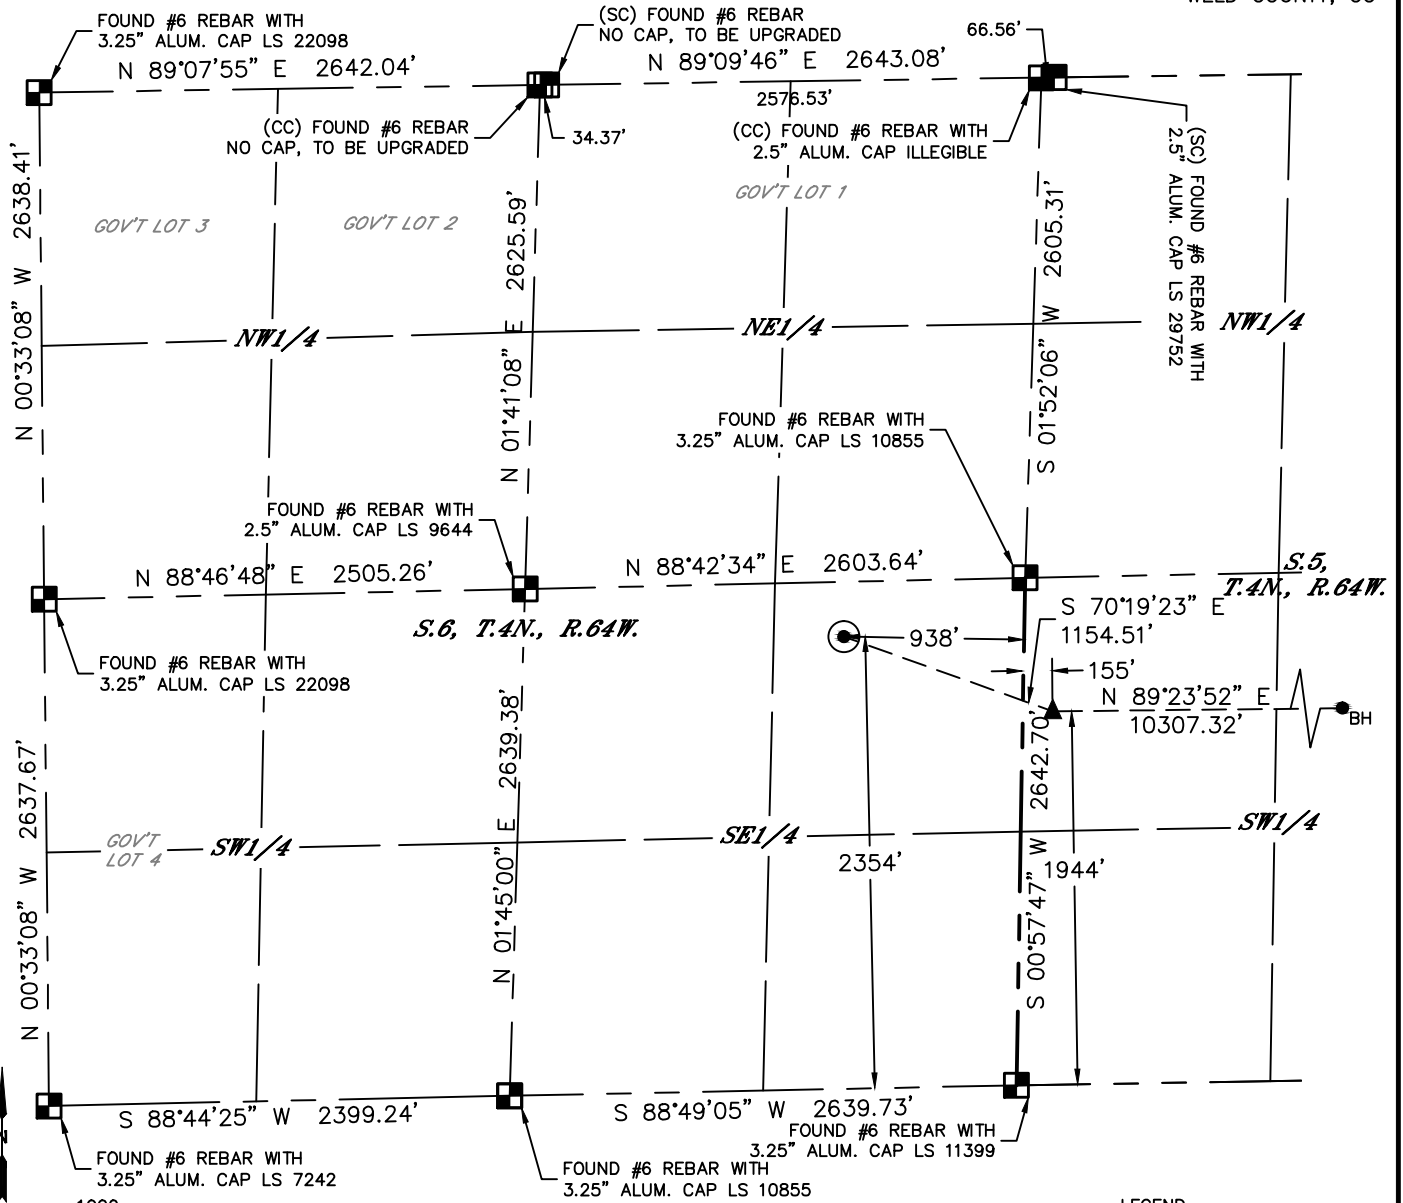 FOUND #6 REBAR WITH
3.25" ALUM. CAP LS 22098
(SC) FOUND #6 REBAR
NO CAP, TO BE UPGRADED
66.56'
N 89°07'55" E 2642.04'
N 89°09'46" E 2643.08'
2576.53'
(CC) FOUND #6 REBAR
NO CAP, TO BE UPGRADED
34.37'
(CC) FOUND #6 REBAR WITH
2.5" ALUM. CAP ILLEGIBLE
(SC) FOUND #6 REBAR WITH
2.5" ALUM. CAP LS 29752
N 00°33'08" W 2638.41'
GOV'T LOT 3
GOV'T LOT 2
GOV'T LOT 1
N 01°41'08" E 2625.59'
S 01°52'06" W 2605.31'
NW1/4
NE1/4
NW1/4
FOUND #6 REBAR WITH
3.25" ALUM. CAP LS 10855
FOUND #6 REBAR WITH
2.5" ALUM. CAP LS 9644
N 88°46'48" E 2505.26'
N 88°42'34" E 2603.64'
S.5,
T.4N., R.64W.
S.6, T.4N., R.64W.
S 70°19'23" E
1154.51'
938'
155'
FOUND #6 REBAR WITH
3.25" ALUM. CAP LS 22098
N 89°23'52" E
10307.32'
BH
N 00°33'08" W 2637.67'
N 01°45'00" E 2639.38'
S 00°57'47" W 2642.70'
GOV'T
LOT 4
SW1/4
SE1/4
SW1/4
2354'
1944'
S 88°44'25" W 2399.24'
S 88°49'05" W 2639.73'
FOUND #6 REBAR WITH
3.25" ALUM. CAP LS 11399
FOUND #6 REBAR WITH
3.25" ALUM. CAP LS 7242
FOUND #6 REBAR WITH
3.25" ALUM. CAP LS 10855